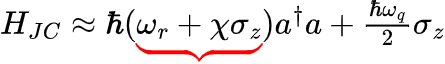 H_{JC} ≈ ħ(ω_r + χσ_z)a†a + \frac{ħω_q}{2}σ_z